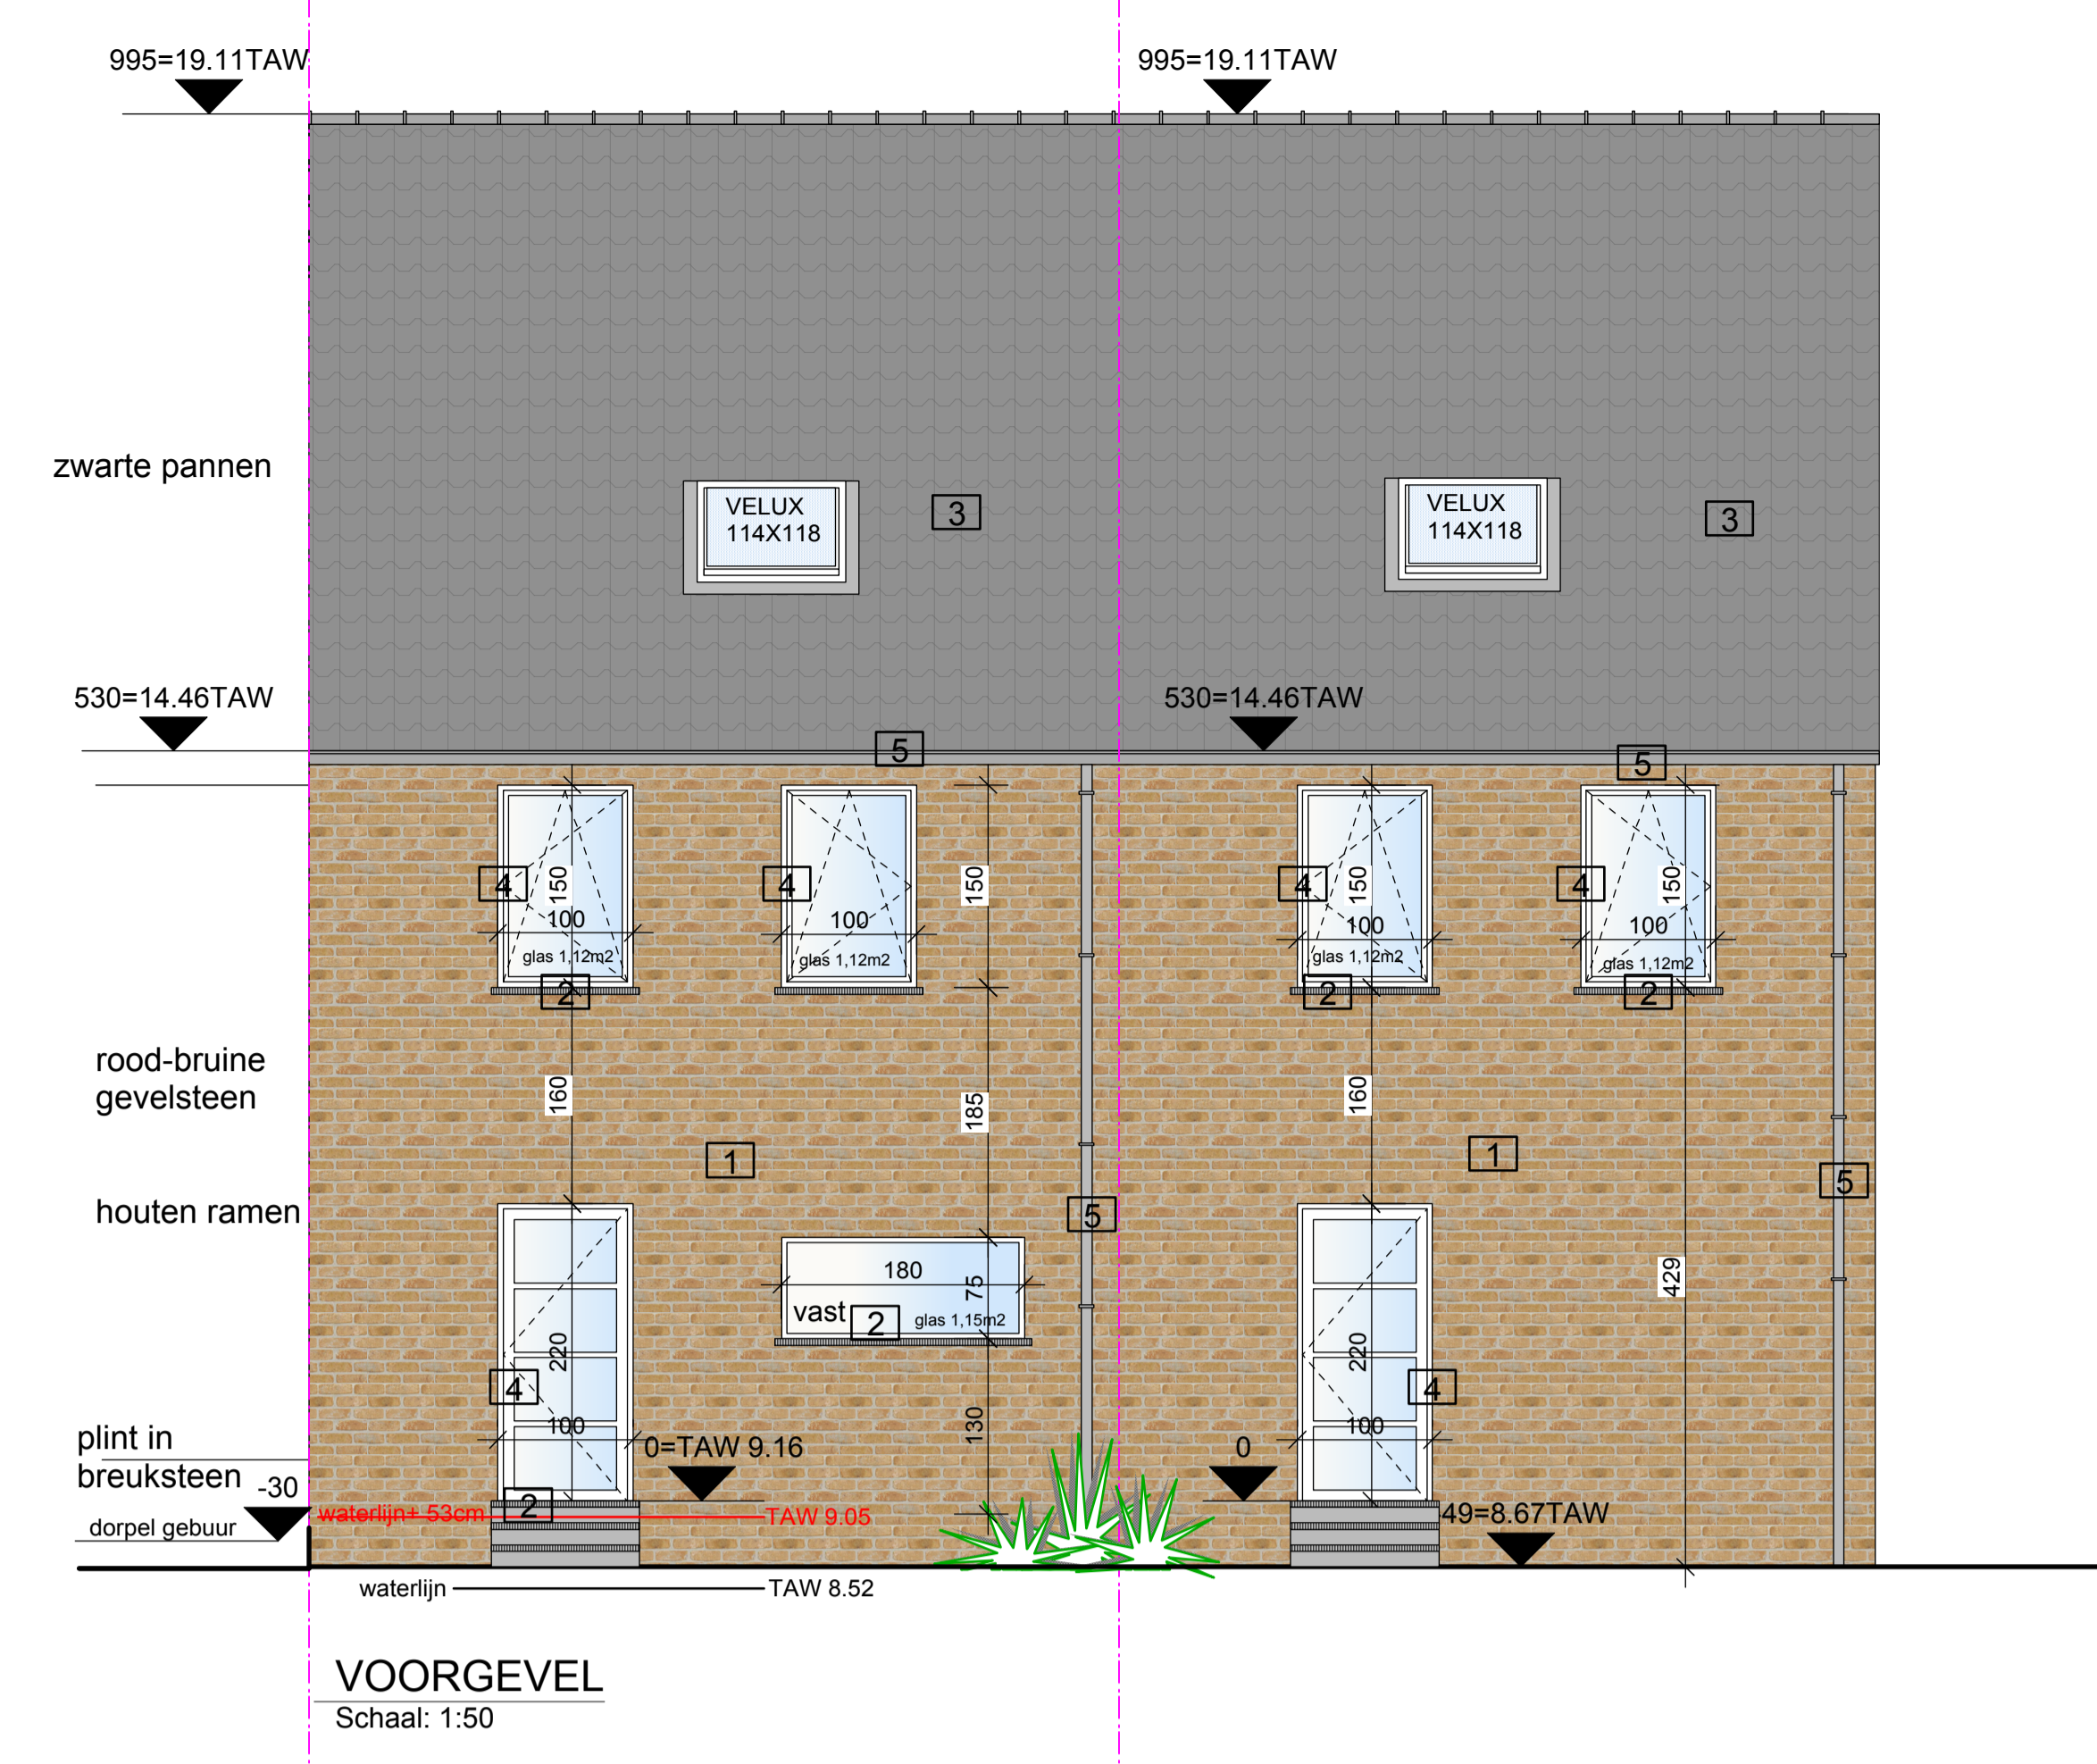 995=19.11TAW
995=19.11TAW
zwarte pannen
VELUX
114X118
3
VELUX
114X118
3
530=14.46TAW
530=14.46TAW
5
5
4
150
100
glas 1,12m2
2
4
100
glas 1,12m2
150
4
150
100
glas 1,12m2
2
4
150
100
glas 1,12m2
2
rood-bruine
gevelsteen
160
185
160
1
1
5
houten ramen
5
180
75
vast
2
glas 1,15m2
429
220
4
100
130
220
4
100
plint in
breuksteen
-30
0=TAW 9.16
0
2
waterlijn+ 53cm
TAW 9.05
49=8.67TAW
dorpel gebuur
waterlijn
TAW 8.52
VOORGEVEL
Schaal: 1:50